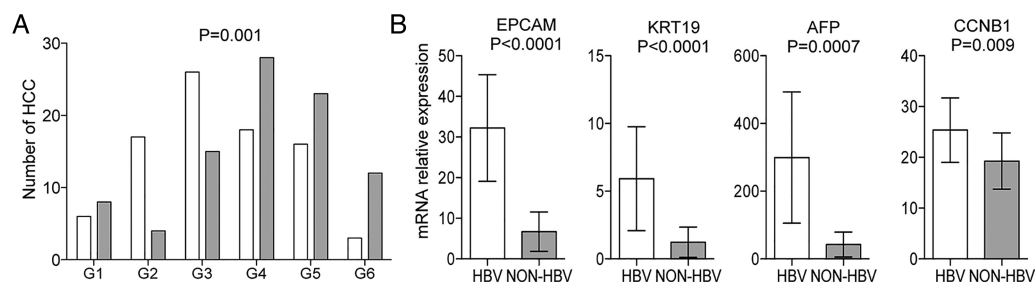 A
P=0.001
Number of HCC
30
20
10
0
G1 G2 G3 G4 G5 G6
B
mRNA relative expression
EPCAM
P<0.0001
50
40
30
20
10
0
HBV NON-HBV
KRT19
P<0.0001
15
10
5
0
HBV NON-HBV
AFP
P=0.0007
600
400
200
0
HBV NON-HBV
CCNB1
P=0.009
40
30
20
10
0
HBV NON-HBV